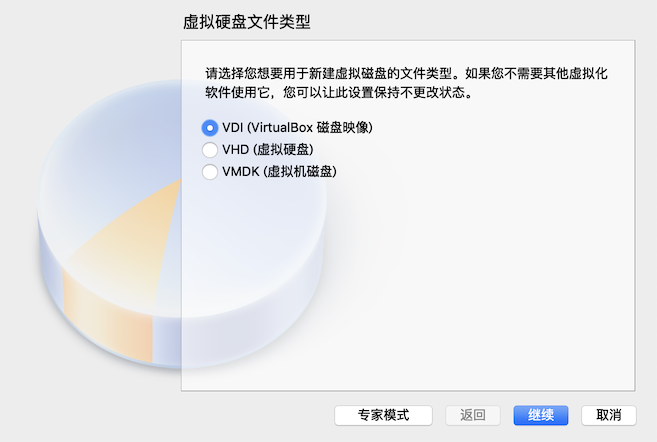 虚拟硬盘文件类型
请选择您想要用于新建虚拟磁盘的文件类型。如果您不需要其他虚拟化
软件使用它，您可以让此设置保持不更改状态。
VDI (VirtualBox 磁盘映像)
VHD (虚拟硬盘)
VMDK (虚拟机磁盘)
专家模式 返回 继续 取消